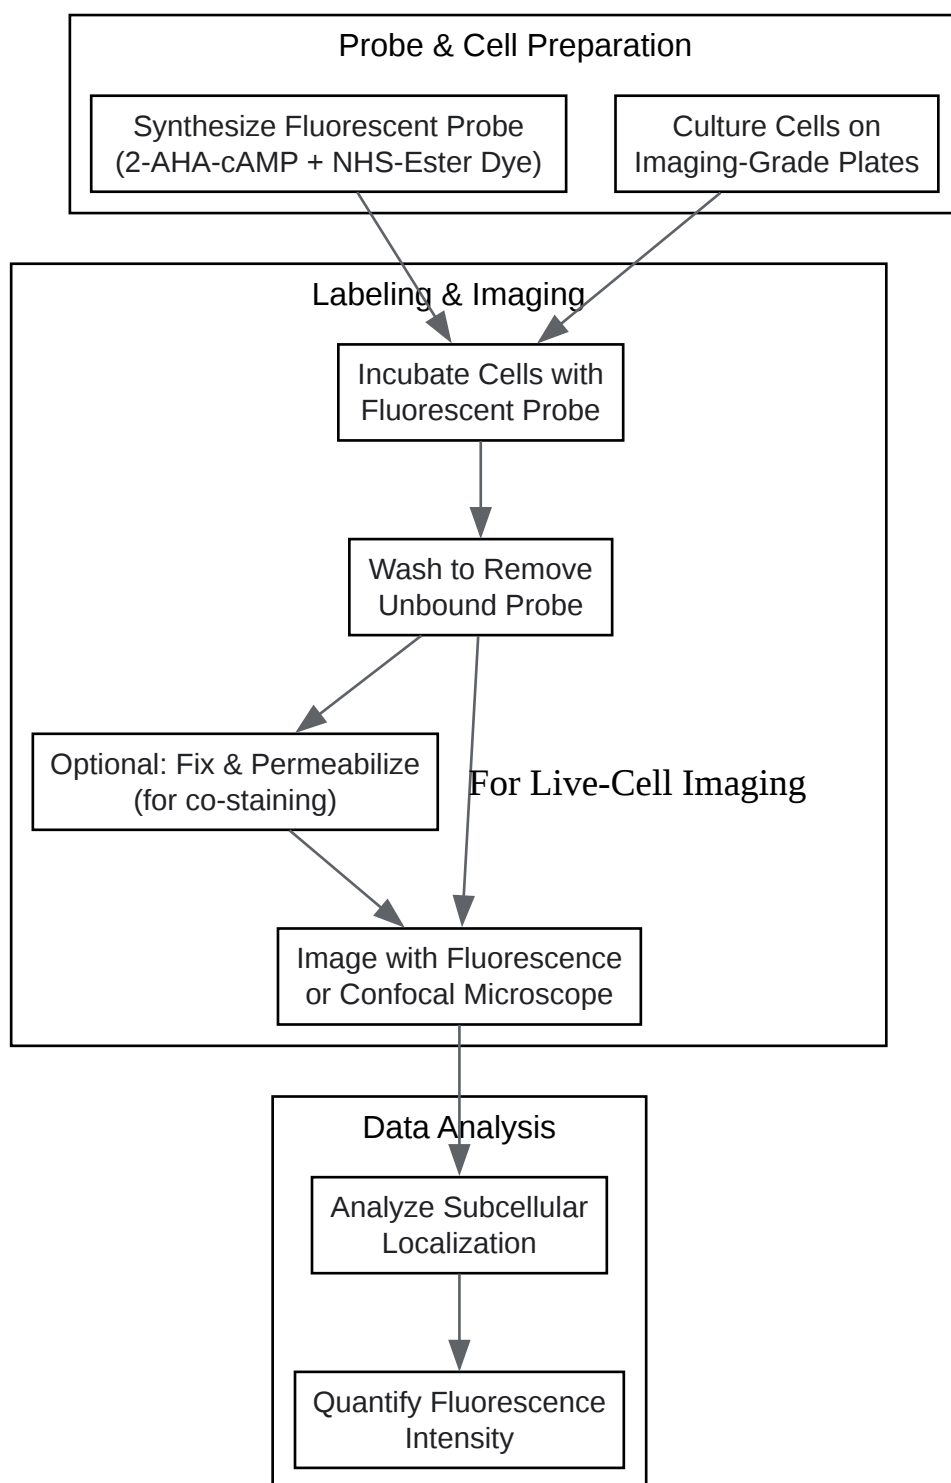 Probe & Cell Preparation
Synthesize Fluorescent Probe
(2-AHA-cAMP + NHS-Ester Dye)
Culture Cells on
Imaging-Grade Plates
Labeling & Imaging
Incubate Cells with
Fluorescent Probe
Wash to Remove
Unbound Probe
Optional: Fix & Permeabilize
(for co-staining)
For Live-Cell Imaging
Image with Fluorescence
or Confocal Microscope
Data Analysis
Analyze Subcellular
Localization
Quantify Fluorescence
Intensity